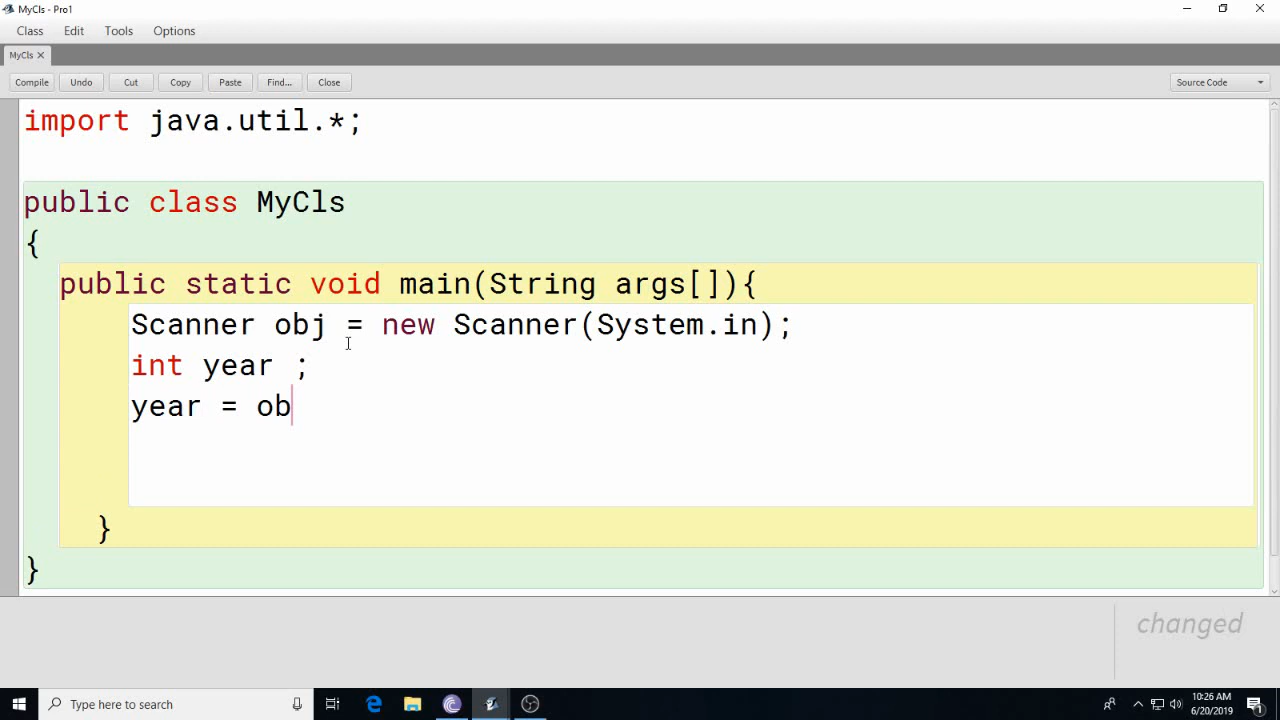 MyCls - Pro1
Class Edit Tools Options
MyCls
Compile Undo Cut Copy Paste Find... Close Source Code
import java.util.*;
public class MyCls
{
public static void main(String args[]){
Scanner obj = new Scanner(System.in);
int year ;
year = ob
}
}
changed
Type here to search
10:26 AM
6/20/2019
1